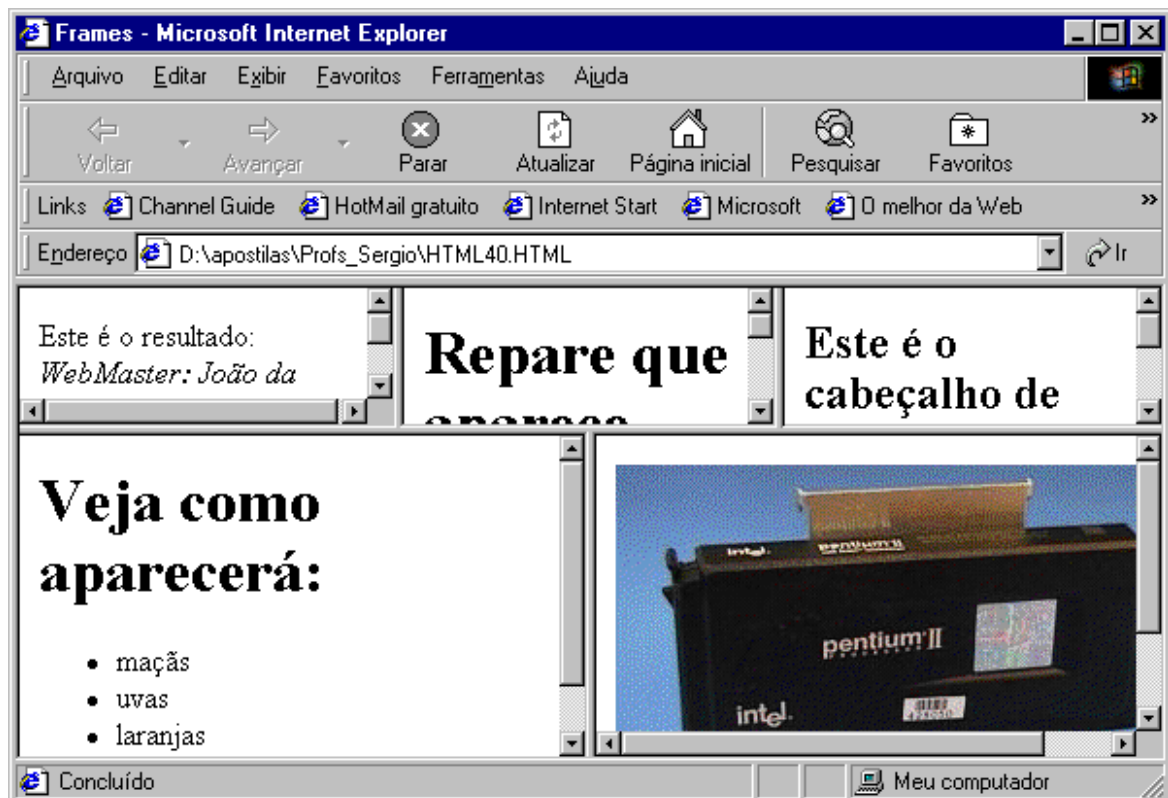 Frames - Microsoft Internet Explorer
Arquivo Editar Exibir Favoritos Ferramentas Ajuda
Voltar Avançar Parar Atualizar Página inicial Pesquisar Favoritos
Links Channel Guide HotMail gratuito Internet Start Microsoft O melhor da Web
Endereço D:\apostilas\Profs_Sergio\HTML40.HTML Ir
Este é o resultado:
WebMaster: João da
Repare que
aparece
Este é o
cabeçalho de
Veja como
aparecerá:
maçãs
uvas
laranjas
intel. pentium II
pentium II
intel.
Concluído Meu computador